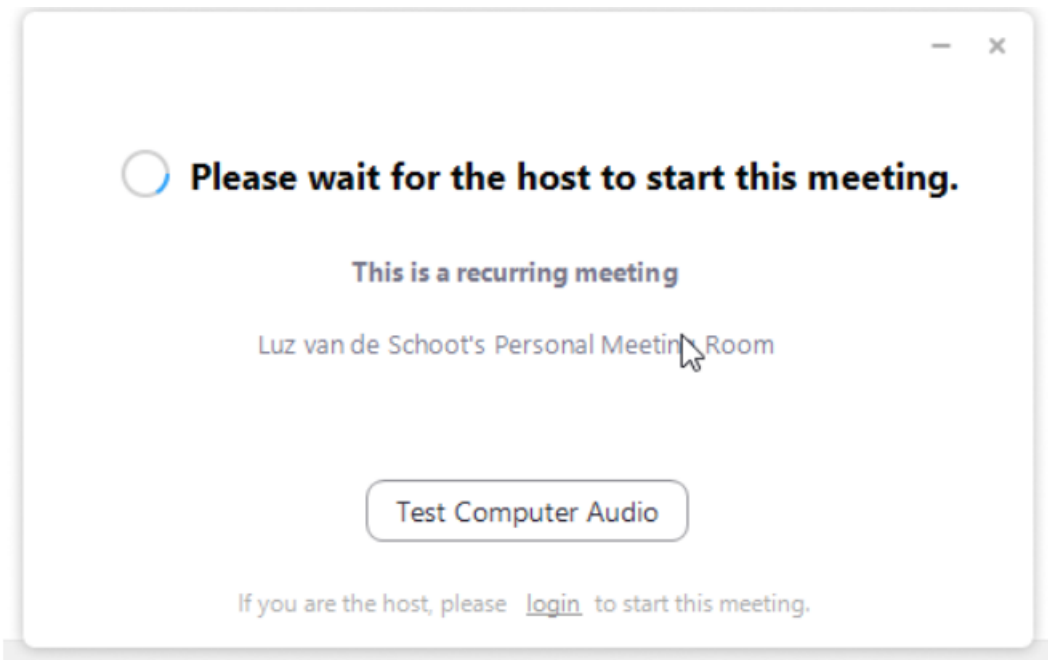 Please wait for the host to start this meeting.
This is a recurring meeting
Luz van de Schoot's Personal Meeting Room
Test Computer Audio
If you are the host, please login to start this meeting.